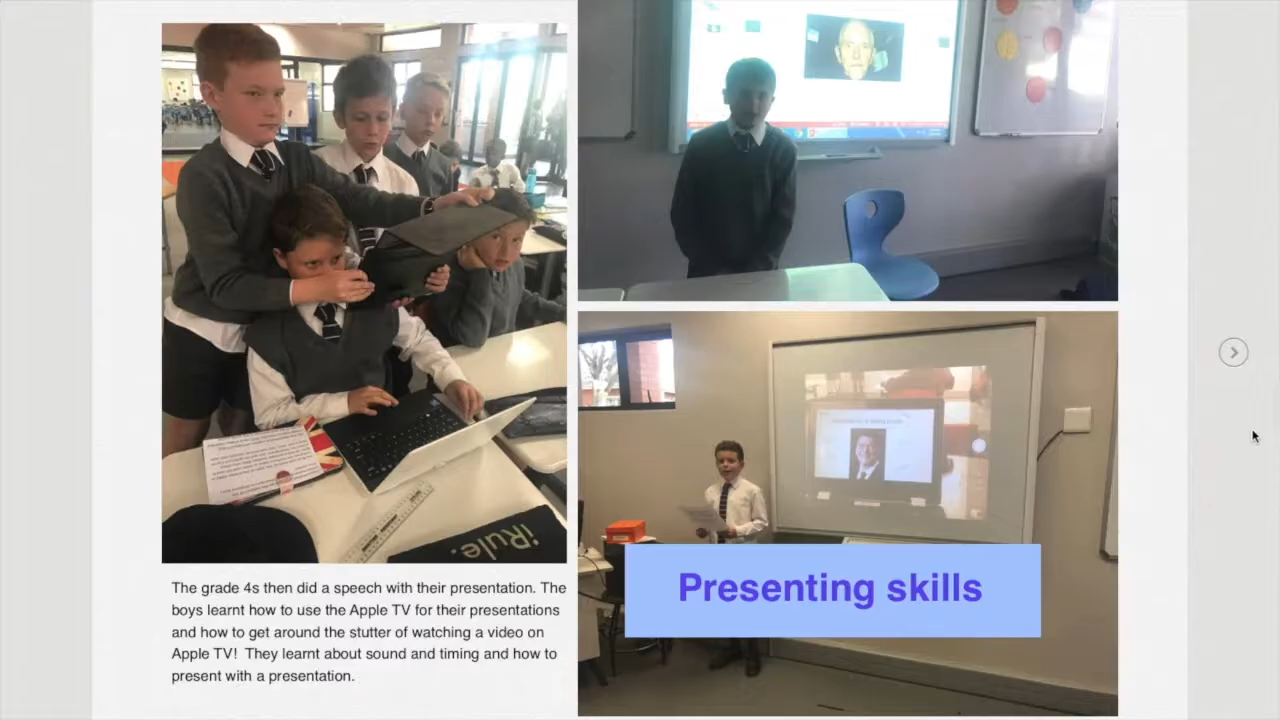 iRule.
The grade 4s then did a speech with their presentation. The
boys learnt how to use the Apple TV for their presentations
and how to get around the stutter of watching a video on
Apple TV!  They learnt about sound and timing and how to
present with a presentation.
Presenting skills